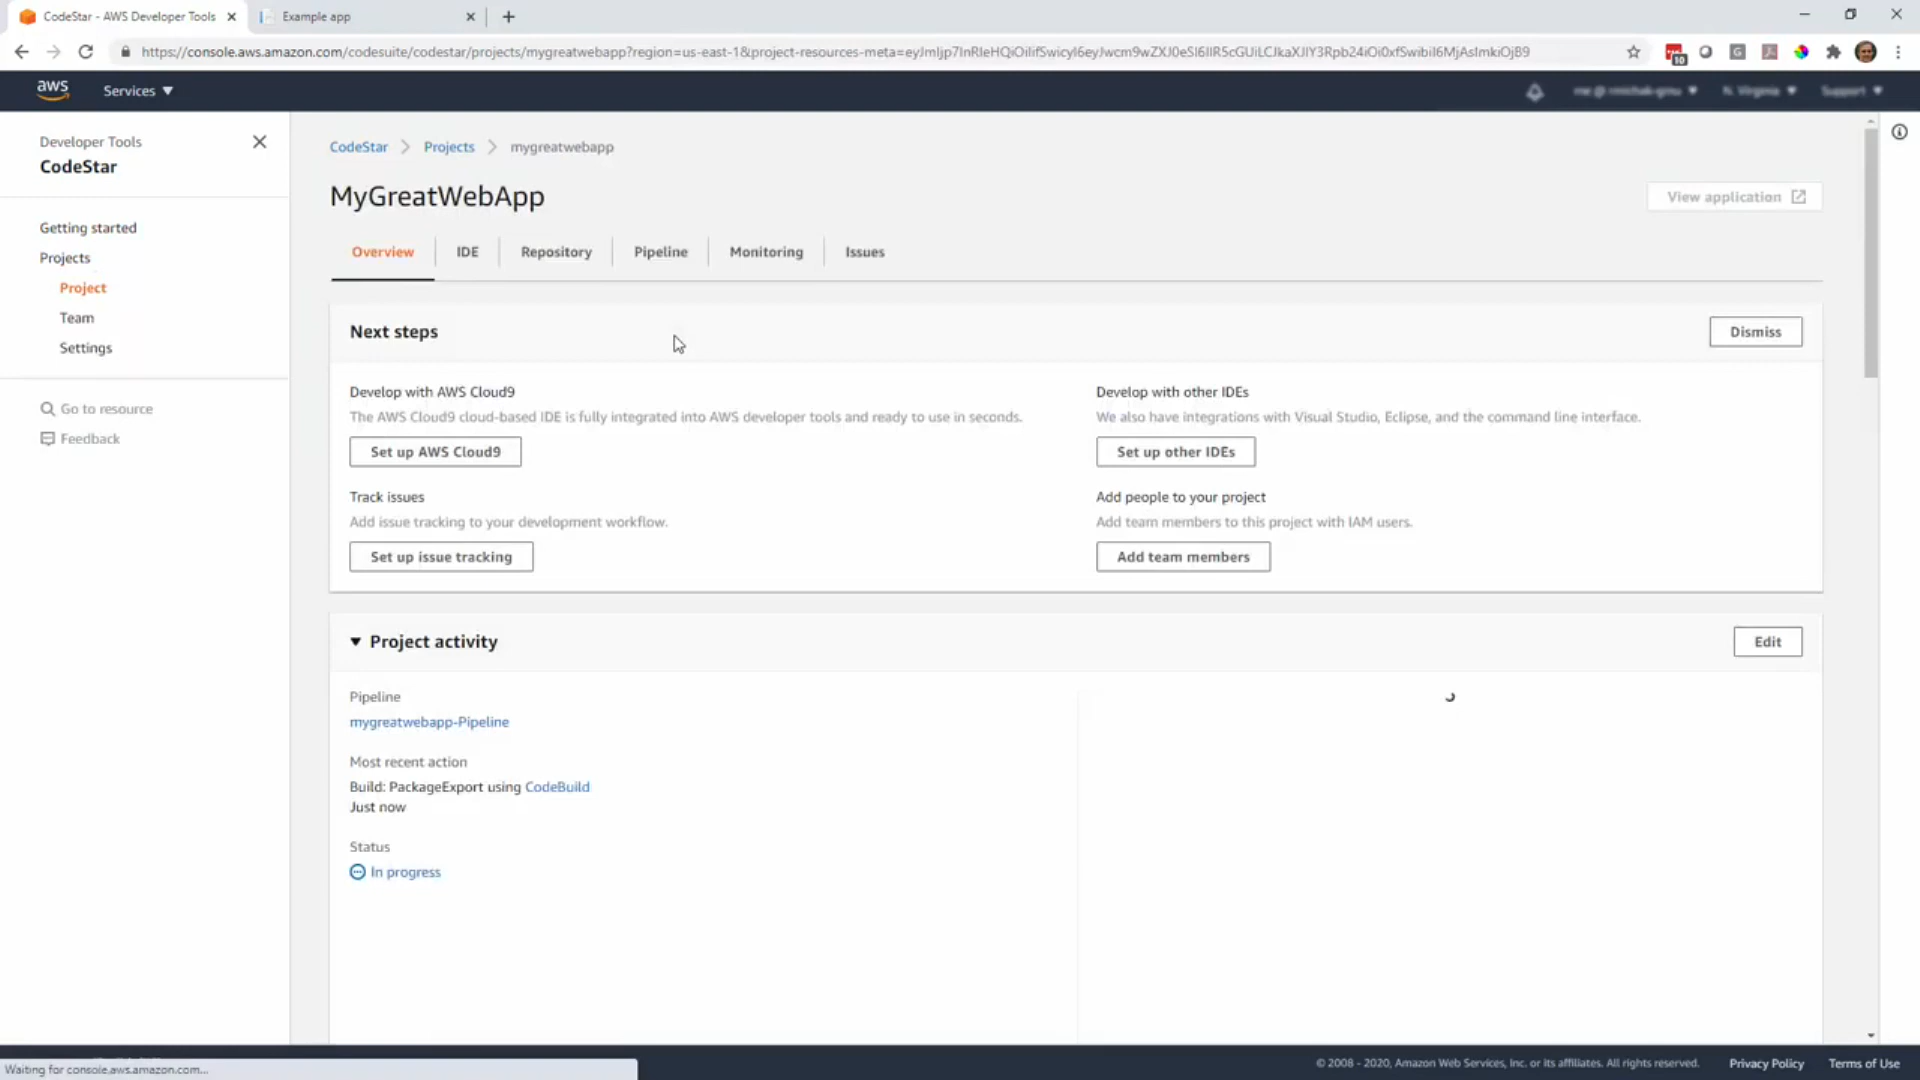 CodeStar - AWS Developer Tools
Example app
https://console.aws.amazon.com/codesuite/codestar/projects/mygreatwebapp?region=us-east-1&project-resources-meta=
10
aws
Services
Developer Tools
CodeStar
Getting started
Projects
Project
Team
Settings
Go to resource
Feedback
CodeStar
Projects
mygreatwebapp
MyGreatWebApp
View application
Overview
IDE
Repository
Pipeline
Monitoring
Issues
Next steps
Dismiss
Develop with AWS Cloud9
The AWS Cloud9 cloud-based IDE is fully integrated into AWS developer tools and ready to use in seconds.
Set up AWS Cloud9
Develop with other IDEs
We also have integrations with Visual Studio, Eclipse, and the command line interface.
Set up other IDEs
Track issues
Add issue tracking to your development workflow.
Set up issue tracking
Add people to your project
Add team members to this project with IAM users.
Add team members
Project activity
Edit
Pipeline
mygreatwebapp-Pipeline
Most recent action
Build: PackageExport using CodeBuild
Just now
Status
In progress
Waiting for console.aws.amazon.com...
© 2008 - 2020, Amazon Web Services, Inc. or its affiliates. All rights reserved.
Privacy Policy
Terms of Use